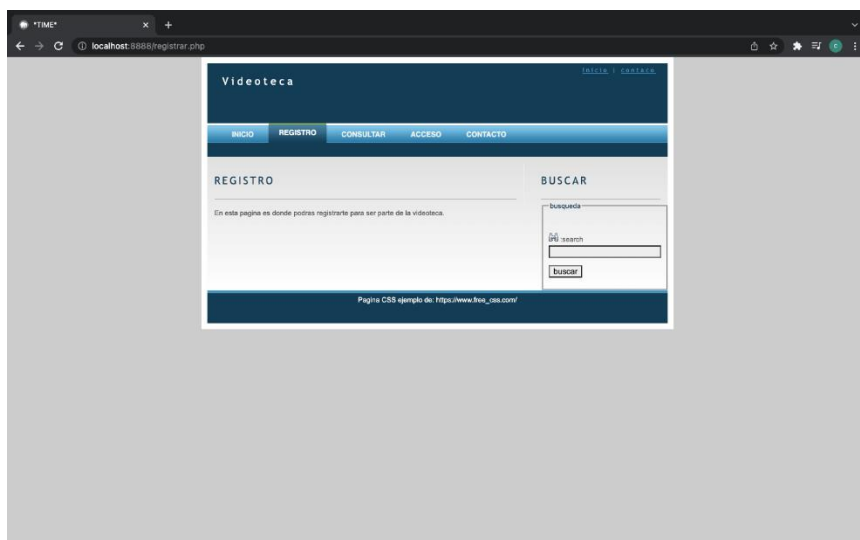 *TIME*
localhost:8888/registrar.php
Videoteca
inicio | contacto
INICIO REGISTRO CONSULTAR ACCESO CONTACTO
REGISTRO
En esta pagina es donde podras registrarte para ser parte de la videoteca.
BUSCAR
busqueda
:search
buscar
Pagina CSS ejemplo de: https://www.free_css.com/